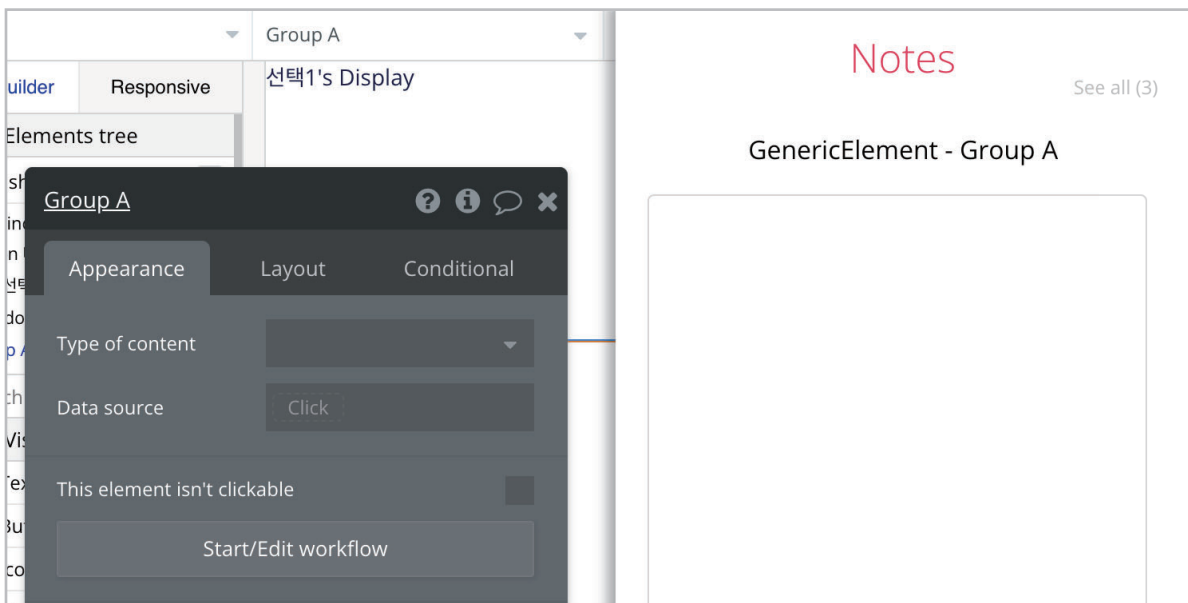 Group A
선택1's Display
uilder
Responsive
Elements tree
Group A
Appearance
Layout
Conditional
Type of content
Data source
Click
This element isn't clickable
Start/Edit workflow
Notes
See all (3)
GenericElement - Group A